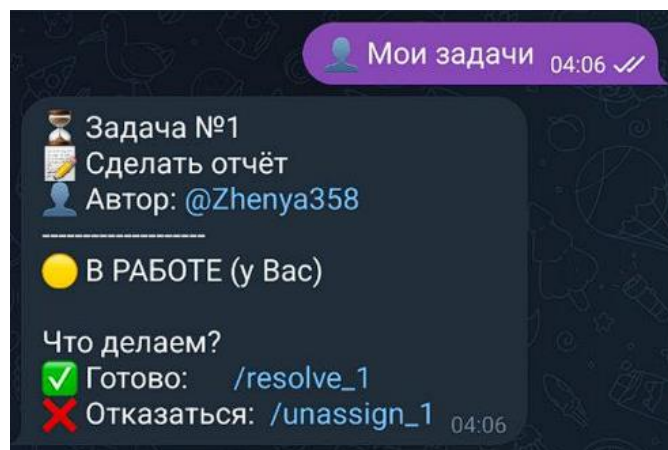 👤 Мои задачи 04:06
⏳ Задача №1
📝 Сделать отчёт
👤 Автор: @Zhenya358
--------------------
🟡 В РАБОТЕ (у Вас)
Что делаем?
✅ Готово: /resolve_1
❌ Отказаться: /unassign_1 04:06